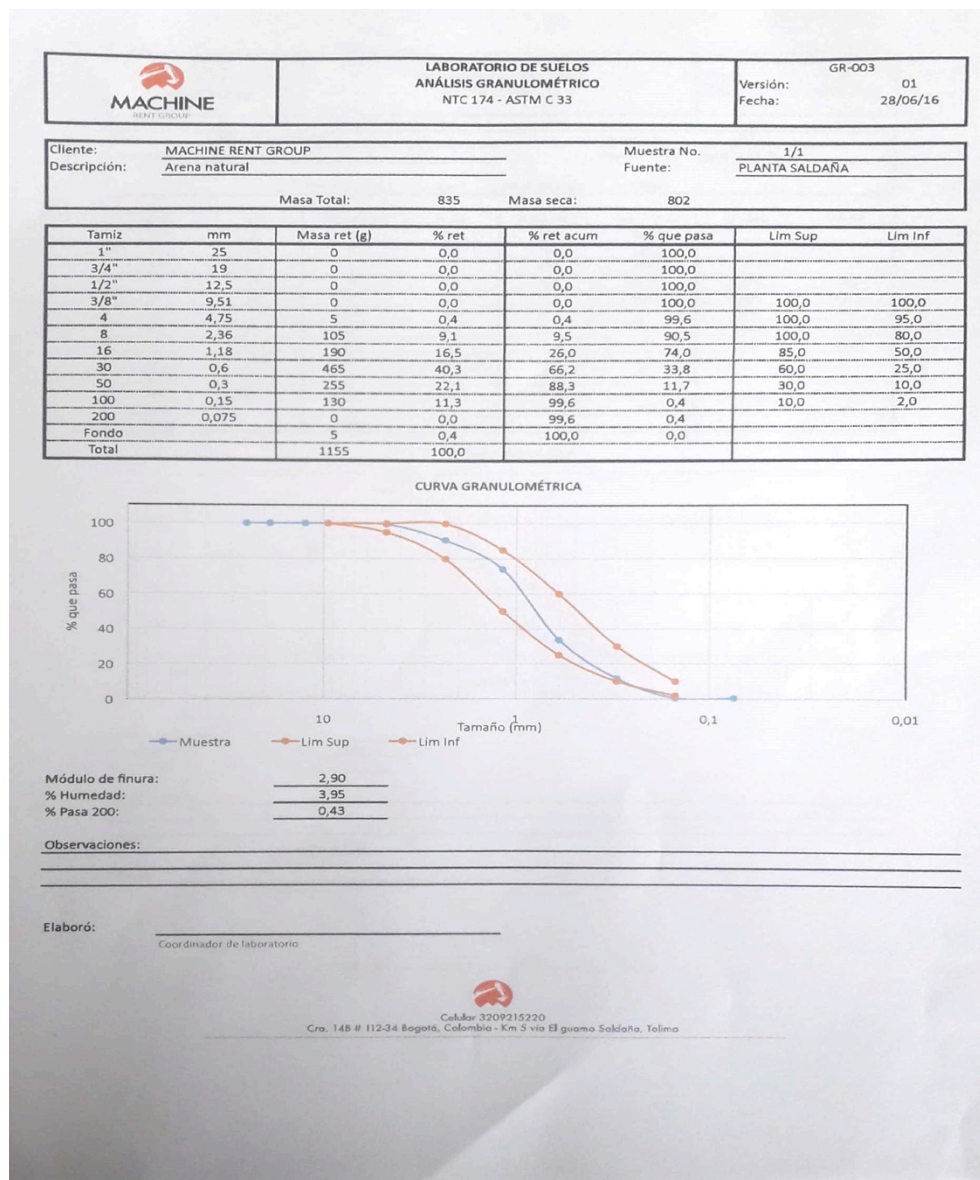 MACHINE
RENT GROUP
LABORATORIO DE SUELOS
ANÁLISIS GRANULOMÉTRICO
NTC 174 - ASTM C 33
GR-003
Versión: 01
Fecha: 28/06/16
Cliente: MACHINE RENT GROUP Muestra No. 1/1
Descripción: Arena natural Fuente: PLANTA SALDAÑA
Masa Total: 835 Masa seca: 802
Tamiz mm Masa ret (g) % ret % ret acum % que pasa Lim Sup Lim Inf
1" 25 0 0,0 0,0 100,0
3/4" 19 0 0,0 0,0 100,0
1/2" 12,5 0 0,0 0,0 100,0
3/8" 9,51 0 0,0 0,0 100,0 100,0 100,0
4 4,75 5 0,4 0,4 99,6 100,0 95,0
8 2,36 105 9,1 9,5 90,5 100,0 80,0
16 1,18 190 16,5 26,0 74,0 85,0 50,0
30 0,6 465 40,3 66,2 33,8 60,0 25,0
50 0,3 255 22,1 88,3 11,7 30,0 10,0
100 0,15 130 11,3 99,6 0,4 10,0 2,0
200 0,075 0 0,0 99,6 0,4
Fondo 5 0,4 100,0 0,0
Total 1155 100,0
CURVA GRANULOMÉTRICA
% que pasa
100
80
60
40
20
0
10 1 0,1 0,01
Tamaño (mm)
Muestra Lim Sup Lim Inf
Módulo de finura: 2,90
% Humedad: 3,95
% Pasa 200: 0,43
Observaciones:
Elaboró:
Coordinador de laboratorio
Celular 3209215220
Cra. 14B # 112-34 Bogotá, Colombia - Km 5 vía El guamo Saldaña, Tolima